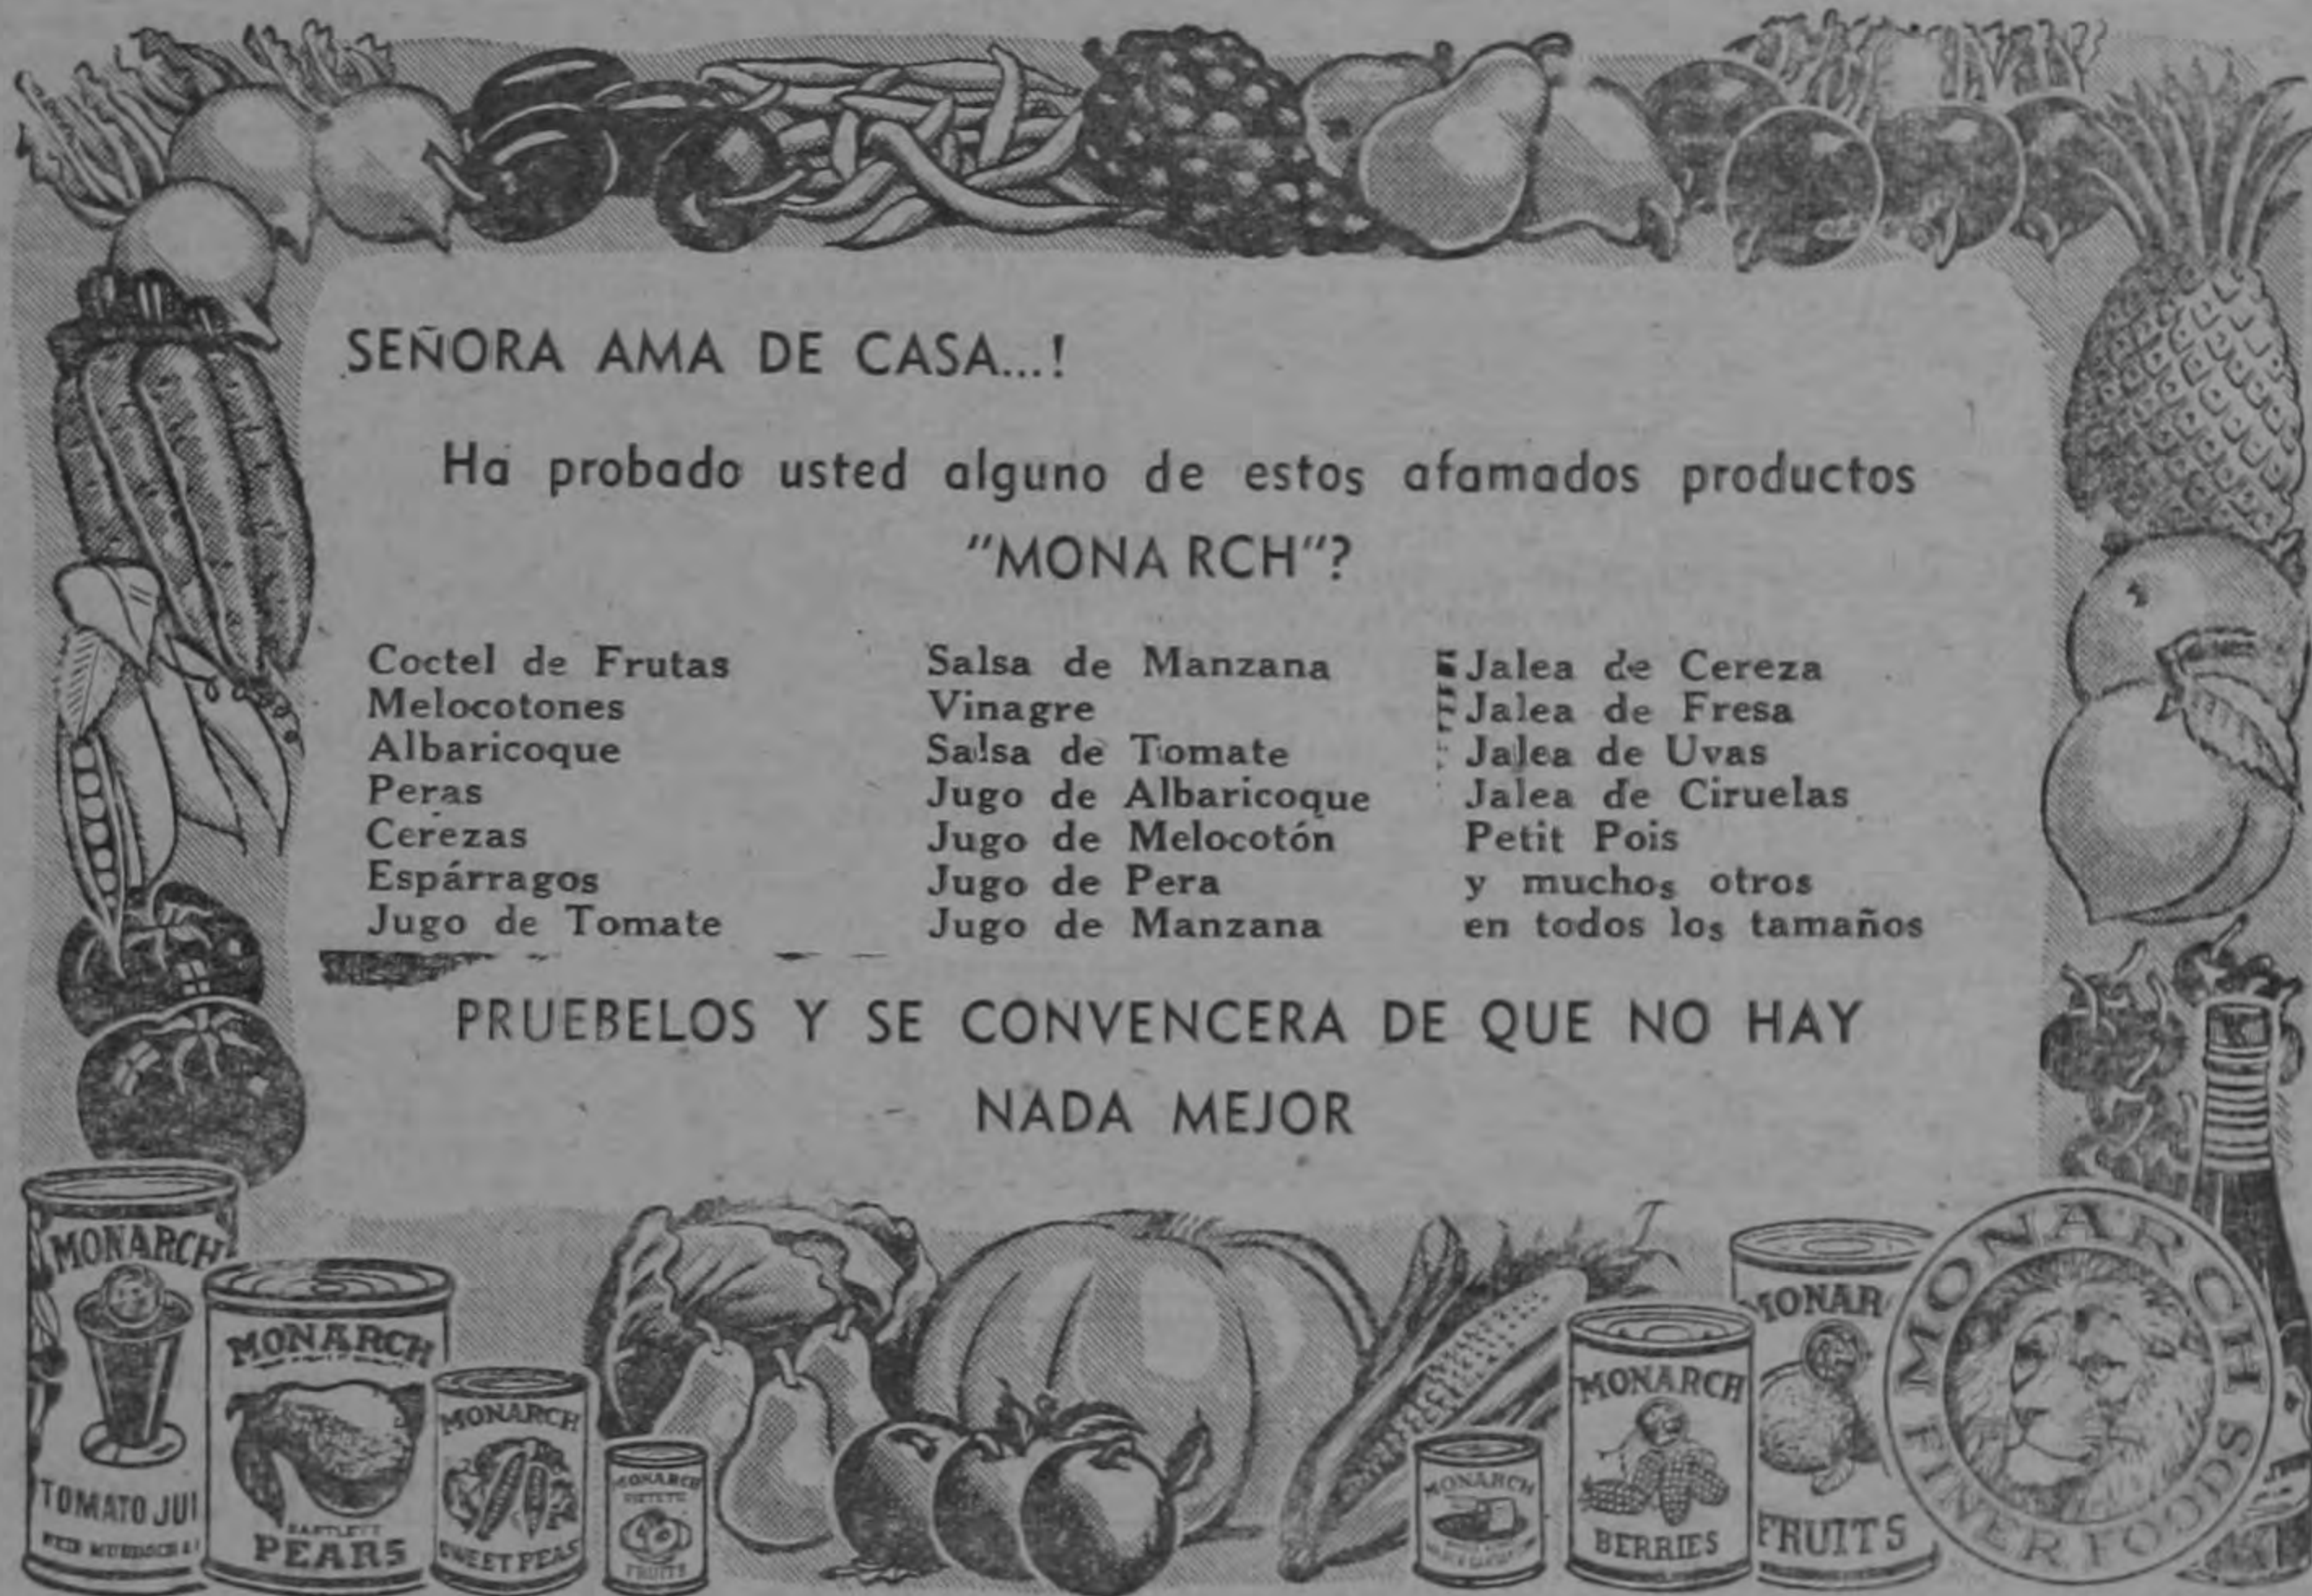 SEÑORA AMA DE CASA...!
Ha probado usted alguno de estos afamados productos
"MONA RCH"?
Coctel de Frutas
Melocotones
Albaricoque
Peras
Cerezas
Espárragos
Jugo de Tomate
Salsa de Manzana
Vinagre
Salsa de Tomate
Jugo de Albaricoque
Jugo de Melocotón
Jugo de Pera
Jugo de Manzana
Jalea de Cereza
Jalea de Fresa
Jalea de Uvas
Jalea de Ciruelas
Petit Pois
y muchos otros
en todos los tamaños
PRUEBELOS Y SE CONVENCERA DE QUE NO HAY
NADA MEJOR
MONARCH
TOMATO JUI
REID MURDOCH &
MONARCH
BARTLETT
PEARS
MONARCH
SWEET PEAS
MONARCH
FRUITS
MONARCH
MONARCH
BERRIES
MONAR
FRUITS
MONARCH
FINER FOODS